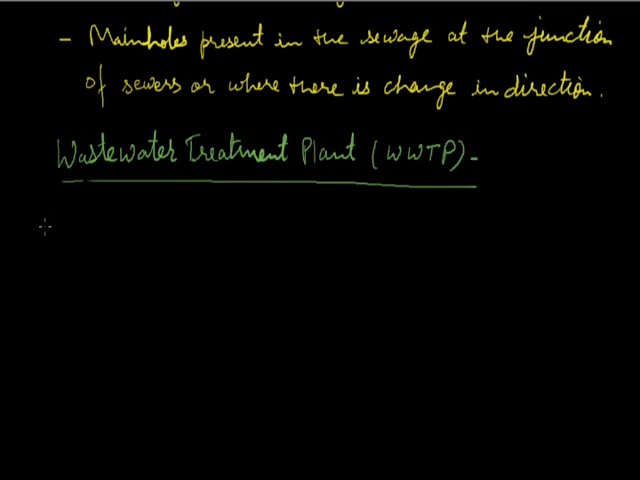 - Mainholes present in the sewage at the junction
of sewers or where there is change in direction.
Wastewater Treatment Plant (WWTP)-